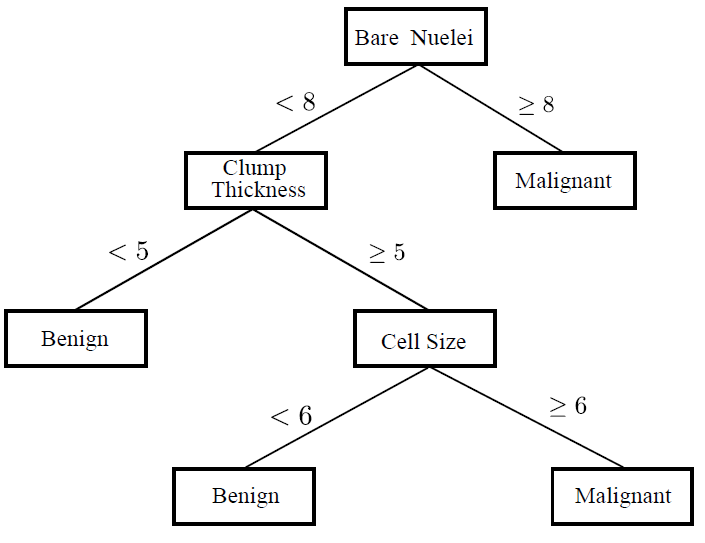 Bare Nuelei
< 8
≥ 8
Clump
Thickness
Malignant
< 5
≥ 5
Benign
Cell Size
< 6
≥ 6
Benign
Malignant